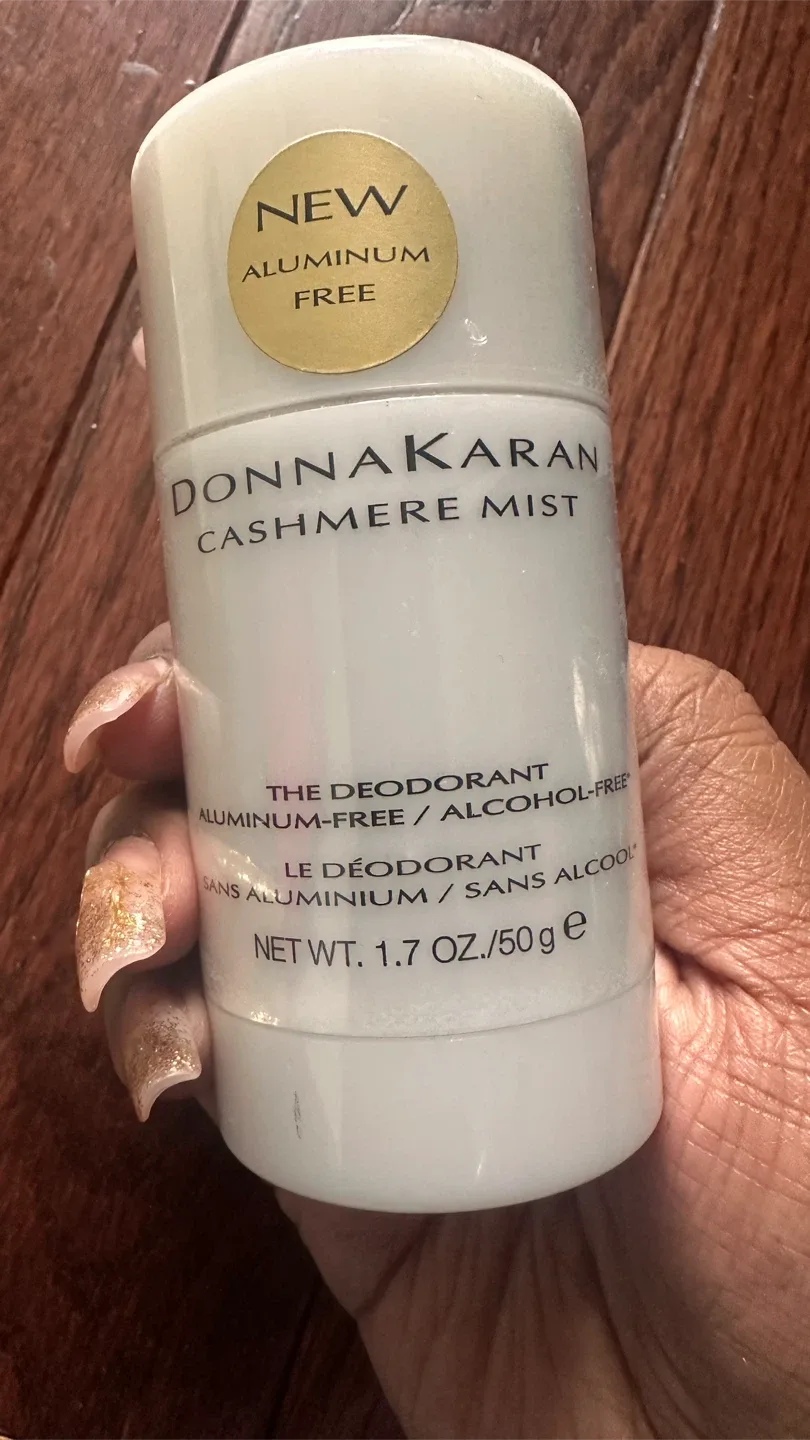 NEW
ALUMINUM
FREE
DONNAKARAN
CASHMERE MIST
THE DEODORANT
ALUMINUM-FREE / ALCOHOL-FREE*
LE DÉODORANT
SANS ALUMINIUM / SANS ALCOOL*
NET WT. 1.7 OZ./50 g ℮